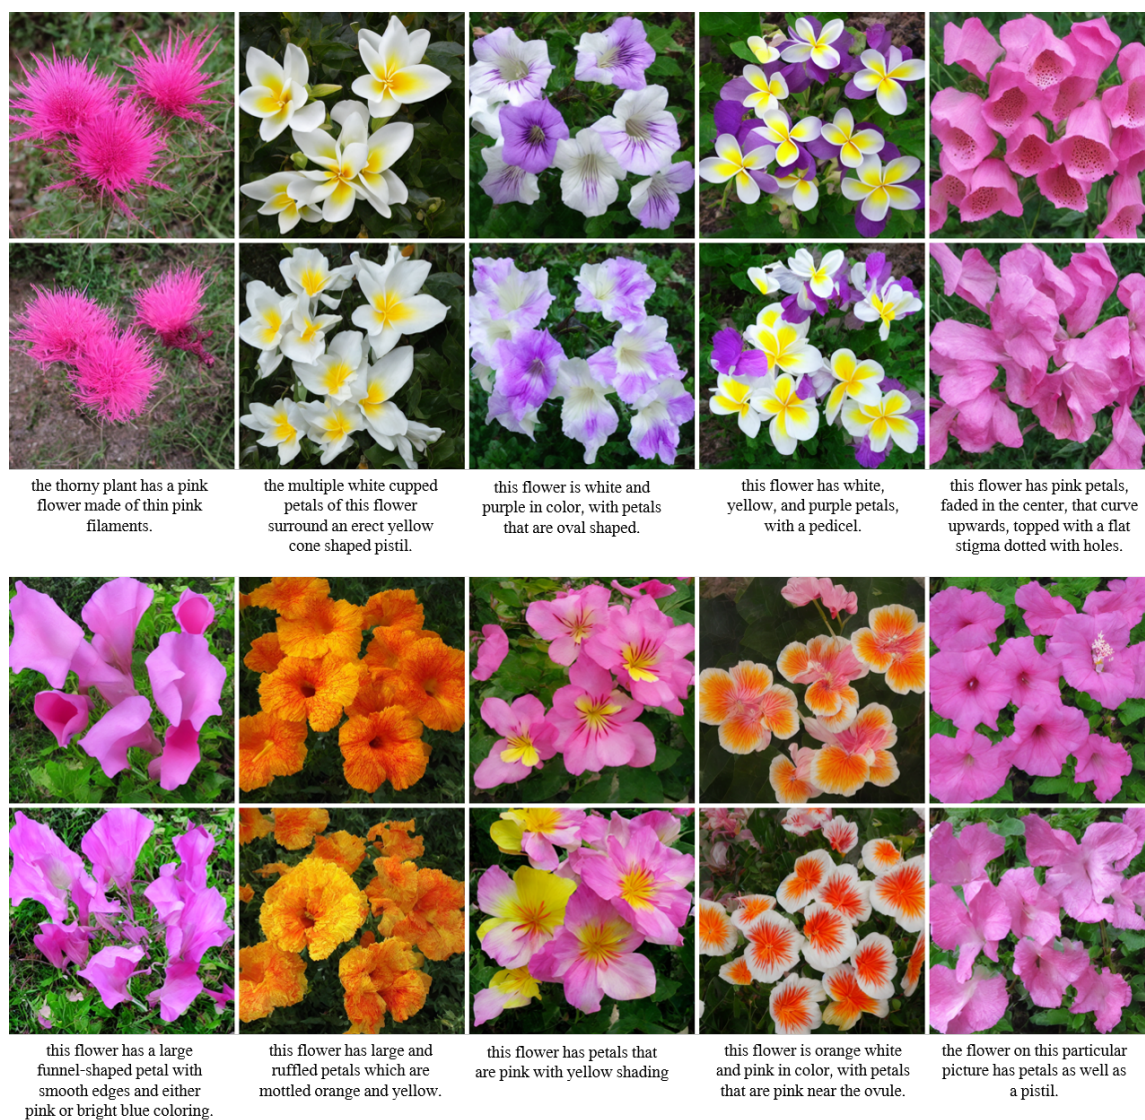 the thorny plant has a pink
flower made of thin pink
filaments.
the multiple white cupped
petals of this flower
surround an erect yellow
cone shaped pistil.
this flower is white and
purple in color, with petals
that are oval shaped.
this flower has white,
yellow, and purple petals,
with a pedicel.
this flower has pink petals,
faded in the center, that curve
upwards, topped with a flat
stigma dotted with holes.
this flower has a large
funnel-shaped petal with
smooth edges and either
pink or bright blue coloring.
this flower has large and
ruffled petals which are
mottled orange and yellow.
this flower has petals that
are pink with yellow shading
this flower is orange white
and pink in color, with petals
that are pink near the ovule.
the flower on this particular
picture has petals as well as
a pistil.